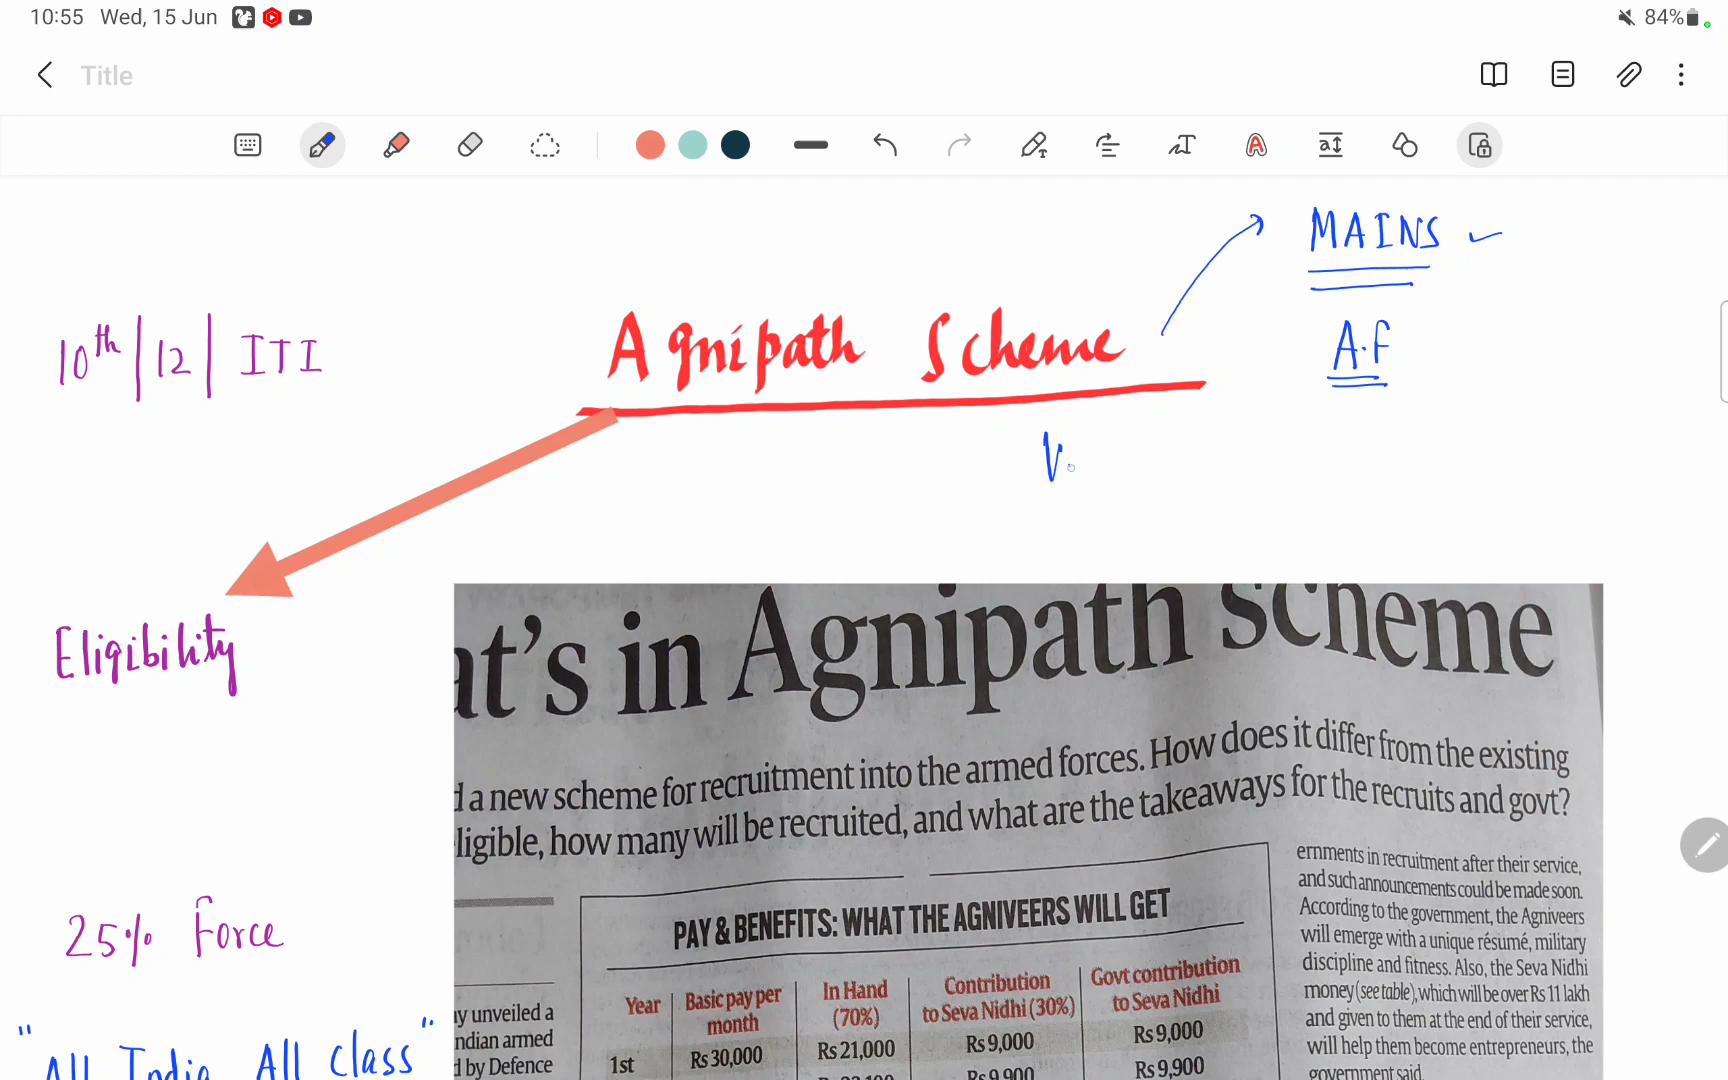 10:55 Wed, 15 Jun
84%
Title
MAINS
A.F
10th | 12 | ITI
Agnipath Scheme
Eligibility
at's in Agnipath scheme
d a new scheme for recruitment into the armed forces. How does it differ from the existing
ligible, how many will be recruited, and what are the takeaways for the recruits and govt?
25% Force
"All India All Class"
y unveiled a
ndian armed
d by Defence
PAY & BENEFITS: WHAT THE AGNIVEERS WILL GET
Year Basic pay per month In Hand (70%) Contribution to Seva Nidhi (30%) Govt contribution to Seva Nidhi
1st Rs 30,000 Rs 21,000 Rs 9,000 Rs 9,000
Rs 9,900 Rs 9,900
ernments in recruitment after their service,
and such announcements could be made soon.
According to the government, the Agniveers
will emerge with a unique résumé, military
discipline and fitness. Also, the Seva Nidhi
money (see table), which will be over Rs 11 lakh
and given to them at the end of their service,
will help them become entrepreneurs, the
government said.